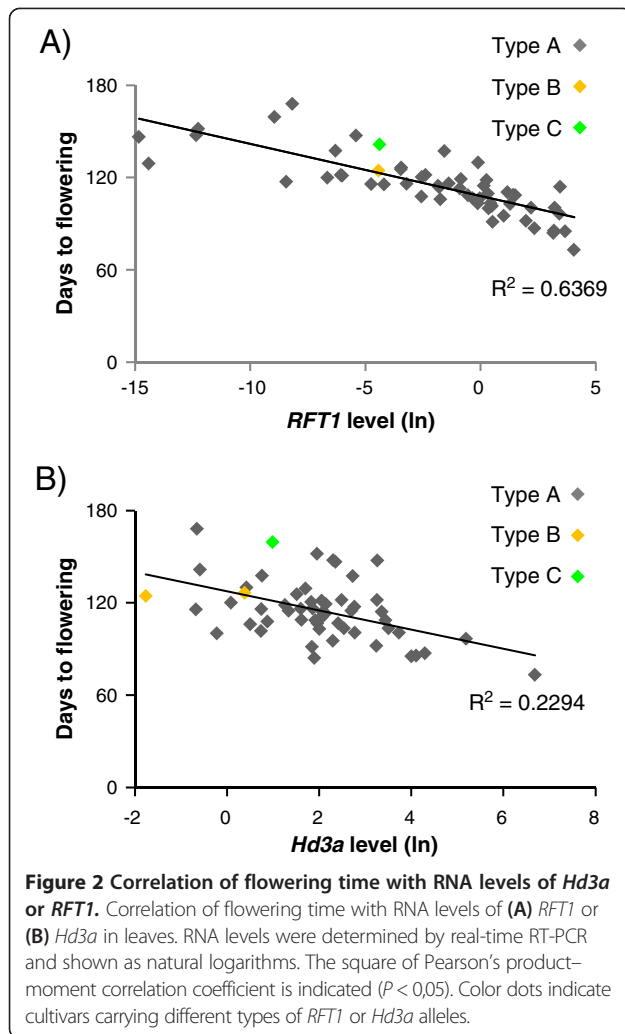 A)
Type A
Type B
Type C
180
120
60
0
Days to flowering
R² = 0.6369
-15 -10 -5 0 5
RFT1 level (ln)
B)
Type A
Type B
Type C
180
120
60
0
Days to flowering
R² = 0.2294
-2 0 2 4 6 8
Hd3a level (ln)
Figure 2 Correlation of flowering time with RNA levels of Hd3a
or RFT1. Correlation of flowering time with RNA levels of (A) RFT1 or
(B) Hd3a in leaves. RNA levels were determined by real-time RT-PCR
and shown as natural logarithms. The square of Pearson's product–
moment correlation coefficient is indicated (P < 0,05). Color dots indicate
cultivars carrying different types of RFT1 or Hd3a alleles.